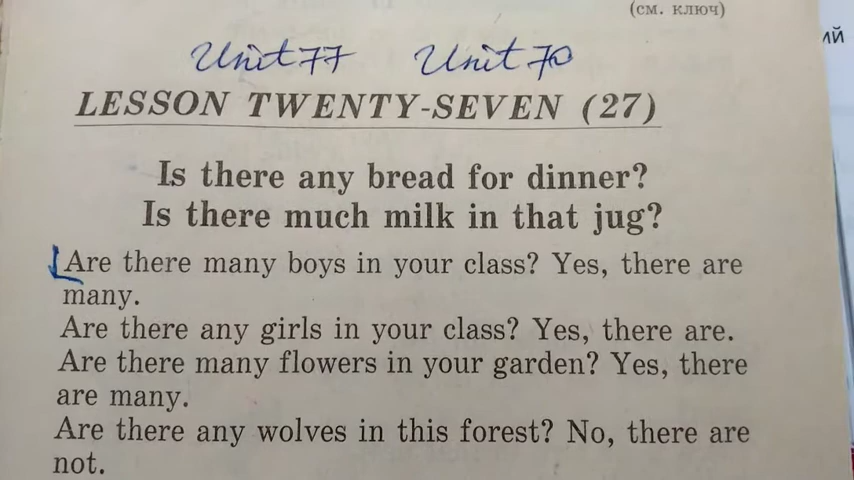 (см. ключ)
ий
Unit 77 Unit 70
LESSON TWENTY-SEVEN (27)
Is there any bread for dinner?
Is there much milk in that jug?
Are there many boys in your class? Yes, there are
many.
Are there any girls in your class? Yes, there are.
Are there many flowers in your garden? Yes, there
are many.
Are there any wolves in this forest? No, there are
not.